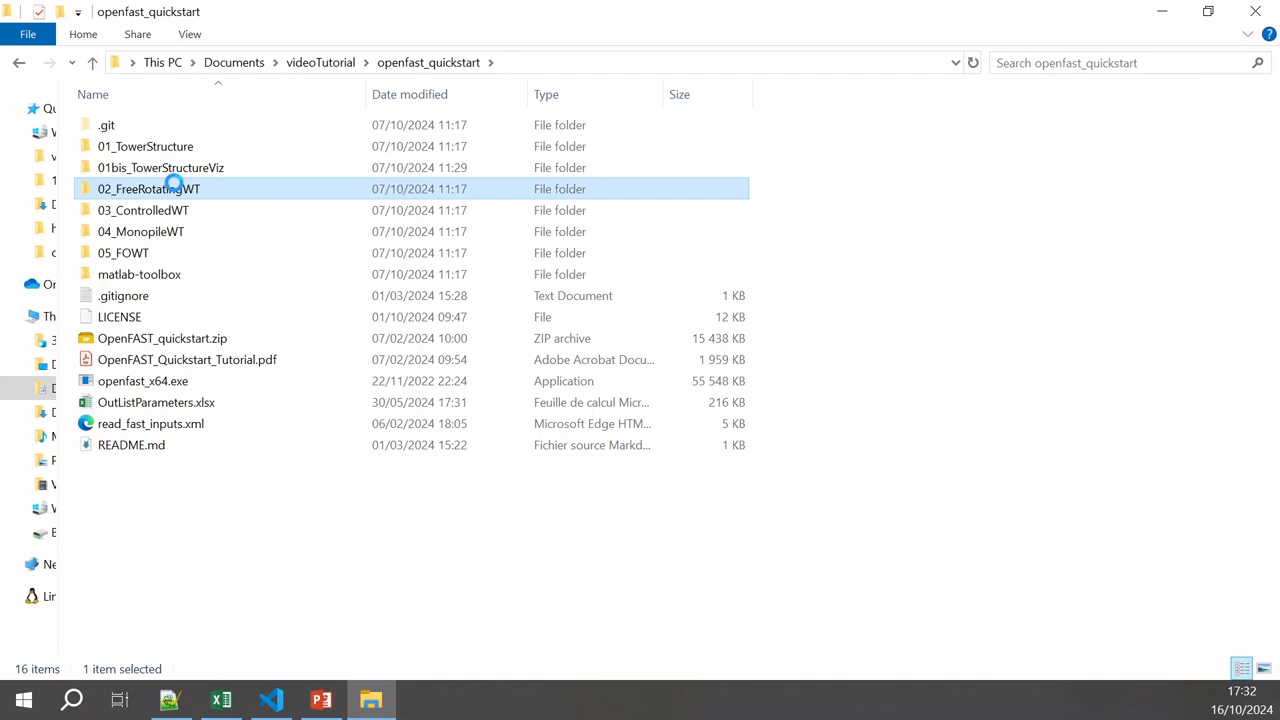 openfast_quickstart
File Home Share View
This PC Documents videoTutorial openfast_quickstart Search openfast_quickstart
Name Date modified Type Size
.git 07/10/2024 11:17 File folder
01_TowerStructure 07/10/2024 11:17 File folder
01bis_TowerStructureViz 07/10/2024 11:29 File folder
02_FreeRotatingWT 07/10/2024 11:17 File folder
03_ControlledWT 07/10/2024 11:17 File folder
04_MonopileWT 07/10/2024 11:17 File folder
05_FOWT 07/10/2024 11:17 File folder
matlab-toolbox 07/10/2024 11:17 File folder
.gitignore 01/03/2024 15:28 Text Document 1 KB
LICENSE 01/10/2024 09:47 File 12 KB
OpenFAST_quickstart.zip 07/02/2024 10:00 ZIP archive 15 438 KB
OpenFAST_Quickstart_Tutorial.pdf 07/02/2024 09:54 Adobe Acrobat Docu... 1 959 KB
openfast_x64.exe 22/11/2022 22:24 Application 55 548 KB
OutListParameters.xlsx 30/05/2024 17:31 Feuille de calcul Micr... 216 KB
read_fast_inputs.xml 06/02/2024 18:05 Microsoft Edge HTM... 5 KB
README.md 01/03/2024 15:22 Fichier source Markd... 1 KB
16 items 1 item selected
17:32
16/10/2024